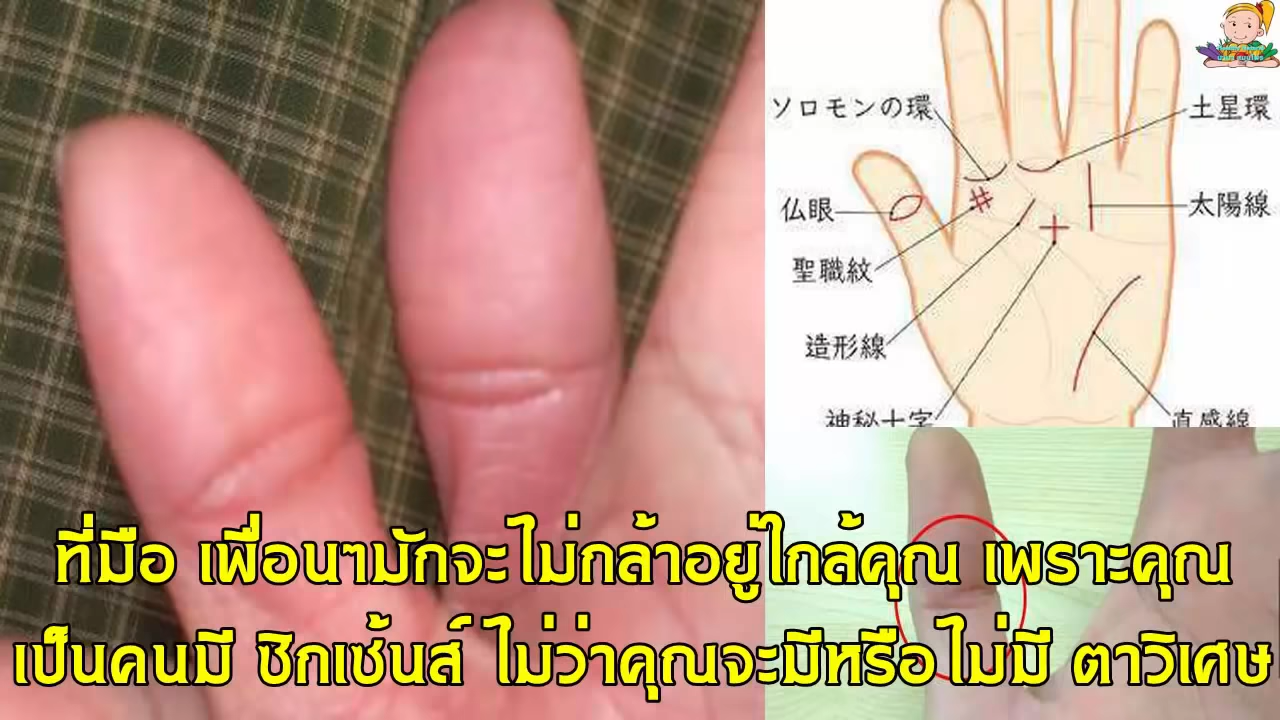 ソロモンの環
土星環
仏眼
太陽線
聖職紋
造形線
神秘十字
直感線
ที่มือ เพื่อนๆมักจะไม่กล้าอยู่ใกล้คุณ เพราะคุณ
เป็นคนมี ซิกเซ้นส์ ไม่ว่าคุณจะมีหรือไม่มี ตาวิเศษ